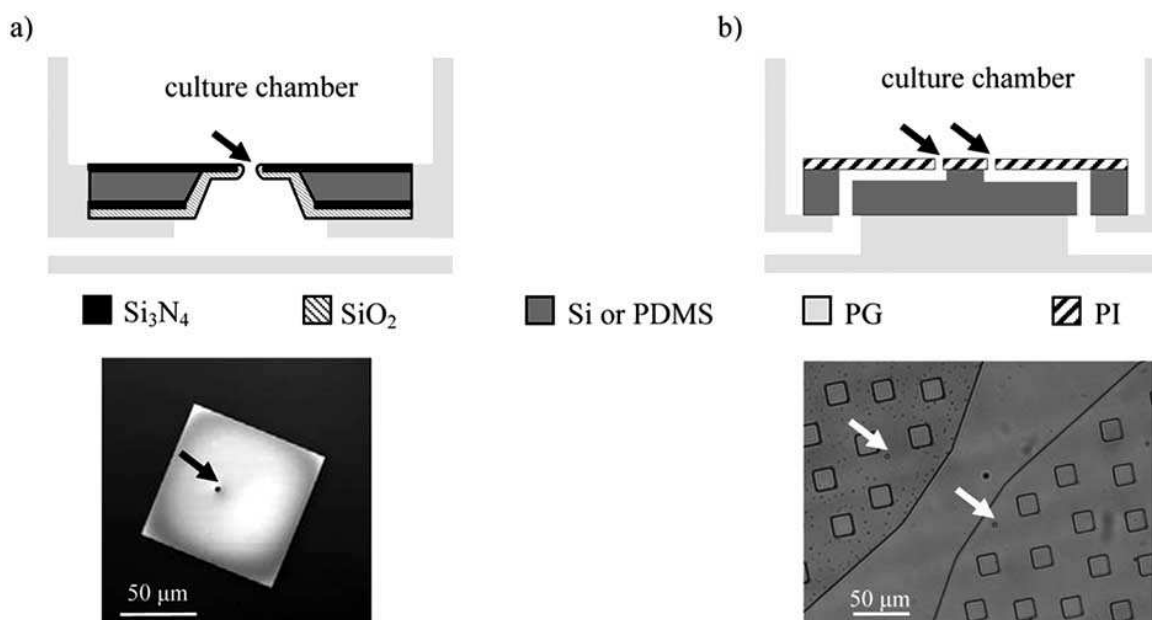 a)
b)
culture chamber
culture chamber
Si₃N₄
SiO₂
Si or PDMS
PG
PI
50 μm
50 μm